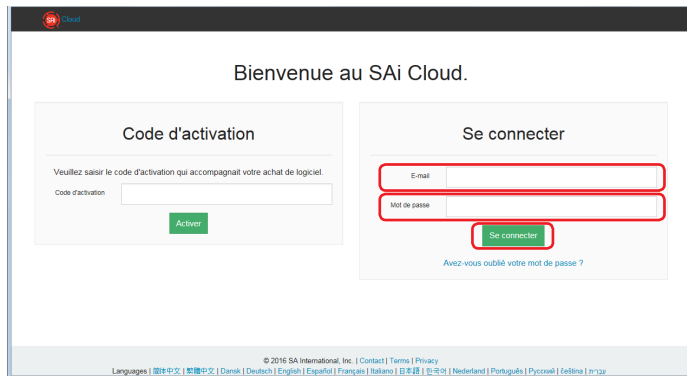 SAi Cloud
Bienvenue au SAi Cloud.
Code d'activation
Veuillez saisir le code d'activation qui accompagnait votre achat de logiciel.
Code d'activation
Activer
Se connecter
E-mail
Mot de passe
Se connecter
Avez-vous oublié votre mot de passe ?
© 2016 SA International, Inc. | Contact | Terms | Privacy
Languages | 简体中文 | 繁體中文 | Dansk | Deutsch | English | Español | Français | Italiano | 日本語 | 한국어 | Nederland | Português | Русский | čeština | עברית